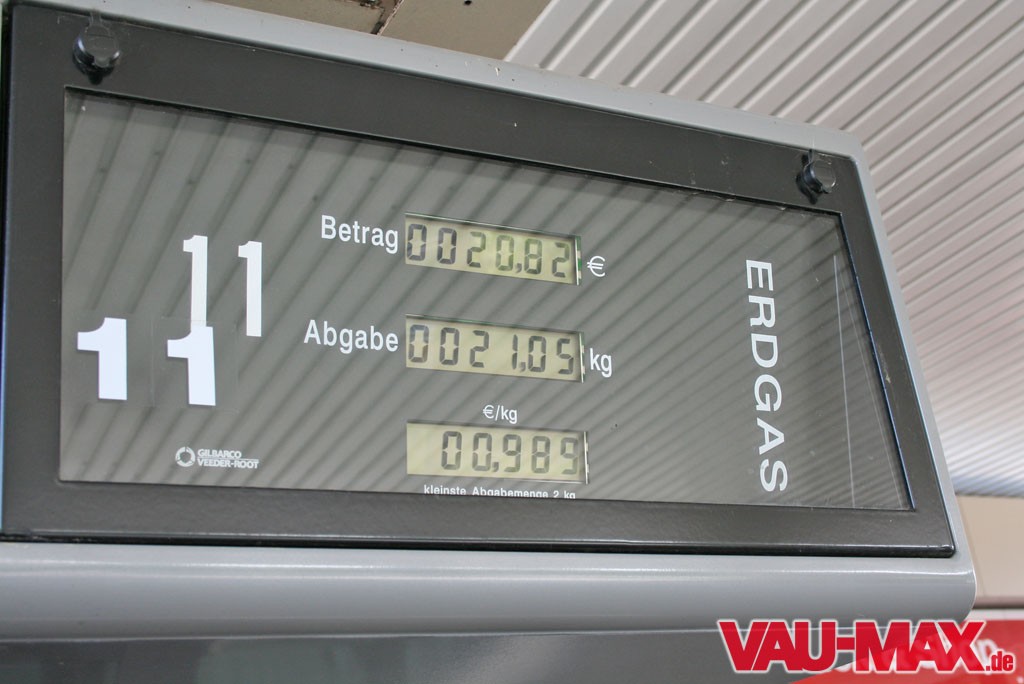 11
11
Betrag 0020,82 €
Abgabe 0021,05 kg
€/kg
00,989
kleinste Abgabemenge 2 kg
ERDGAS
GILBARCO
VEEDER-ROOT
VAU-MAX.de